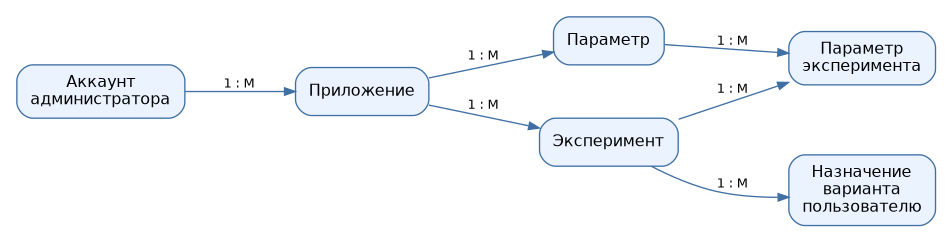 Аккаунт
администратора
1 : M
Приложение
1 : M
Параметр
1 : M
Параметр
эксперимента
1 : M
Эксперимент
1 : M
1 : M
Назначение
варианта
пользователю